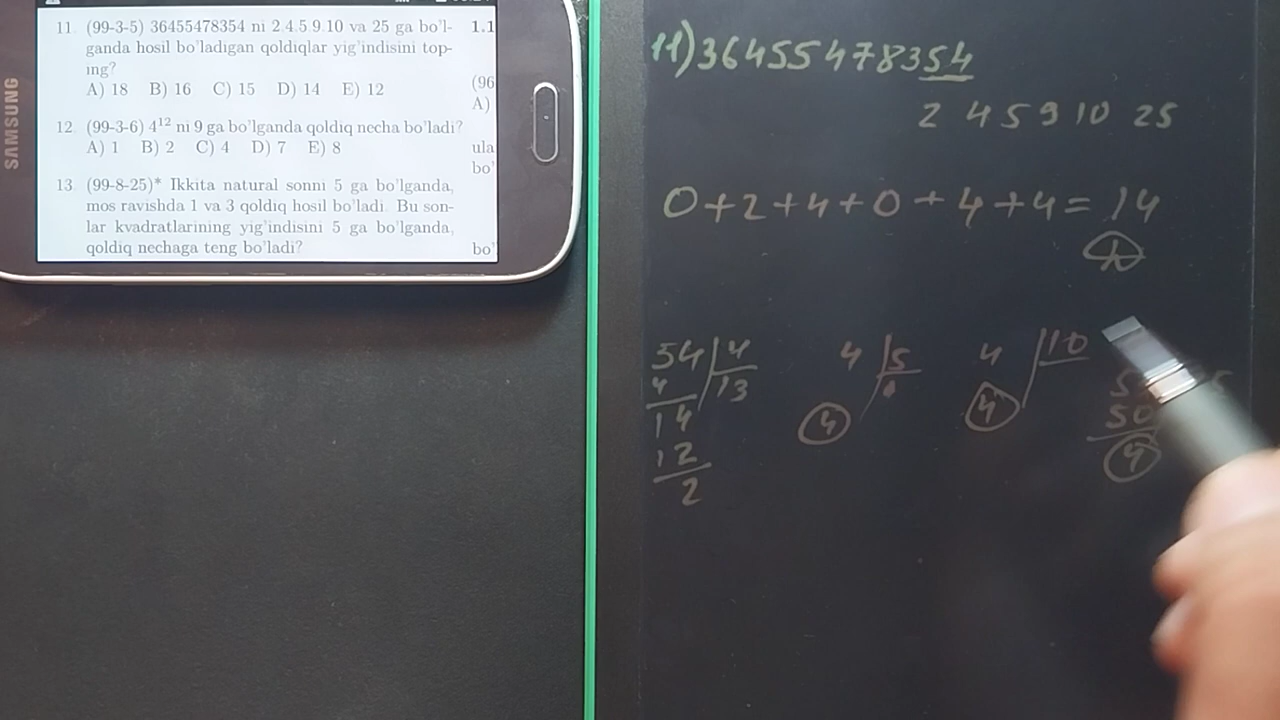 SAMSUNG
11. (99-3-5) 36455478354 ni 2.4.5.9.10 va 25 ga bo'l-
ganda hosil bo'ladigan qoldiqlar yig'indisini top-
ing?
A) 18 B) 16 C) 15 D) 14 E) 12
12. (99-3-6) 4¹² ni 9 ga bo'lganda qoldiq necha bo'ladi?
A) 1 B) 2 C) 4 D) 7 E) 8
13 (99-8-25)* Ikkita natural sonni 5 ga bo'lganda,
mos ravishda 1 va 3 qoldiq hosil bo'ladi. Bu son-
lar kvadratlarining yig'indisini 5 ga bo'lganda,
qoldiq nechaga teng bo'ladi?
1.1
(96
A)
ula
bo'
bo'
11) 36455478354
2 4 5 9 10 25
0+2+4+0+4+4=14
54 4
4 13
14
12
2
4 5
4
4 10
4
50
4